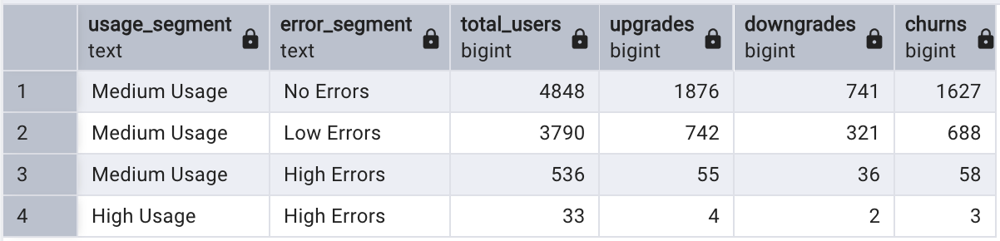 usage_segment error_segment total_users upgrades downgrades churns
text text bigint bigint bigint bigint
1 Medium Usage No Errors 4848 1876 741 1627
2 Medium Usage Low Errors 3790 742 321 688
3 Medium Usage High Errors 536 55 36 58
4 High Usage High Errors 33 4 2 3